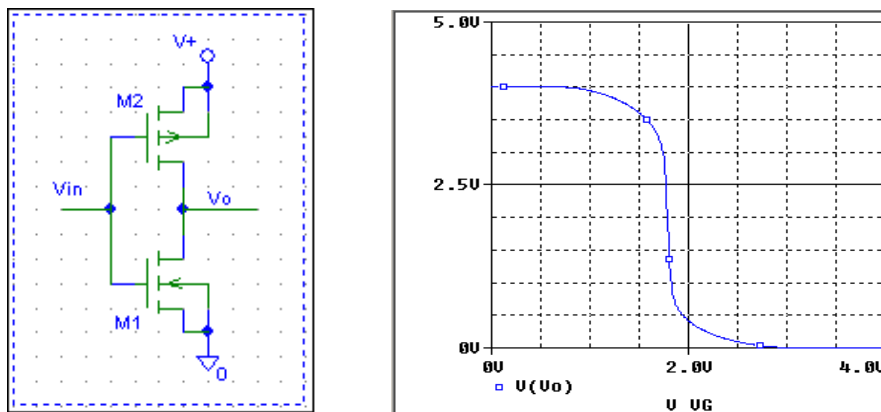 V+
M2
Vin
Vo
M1
0
5.0V
2.5V
0V
0V
2.0V
4.0V
V(Vo)
V_VG